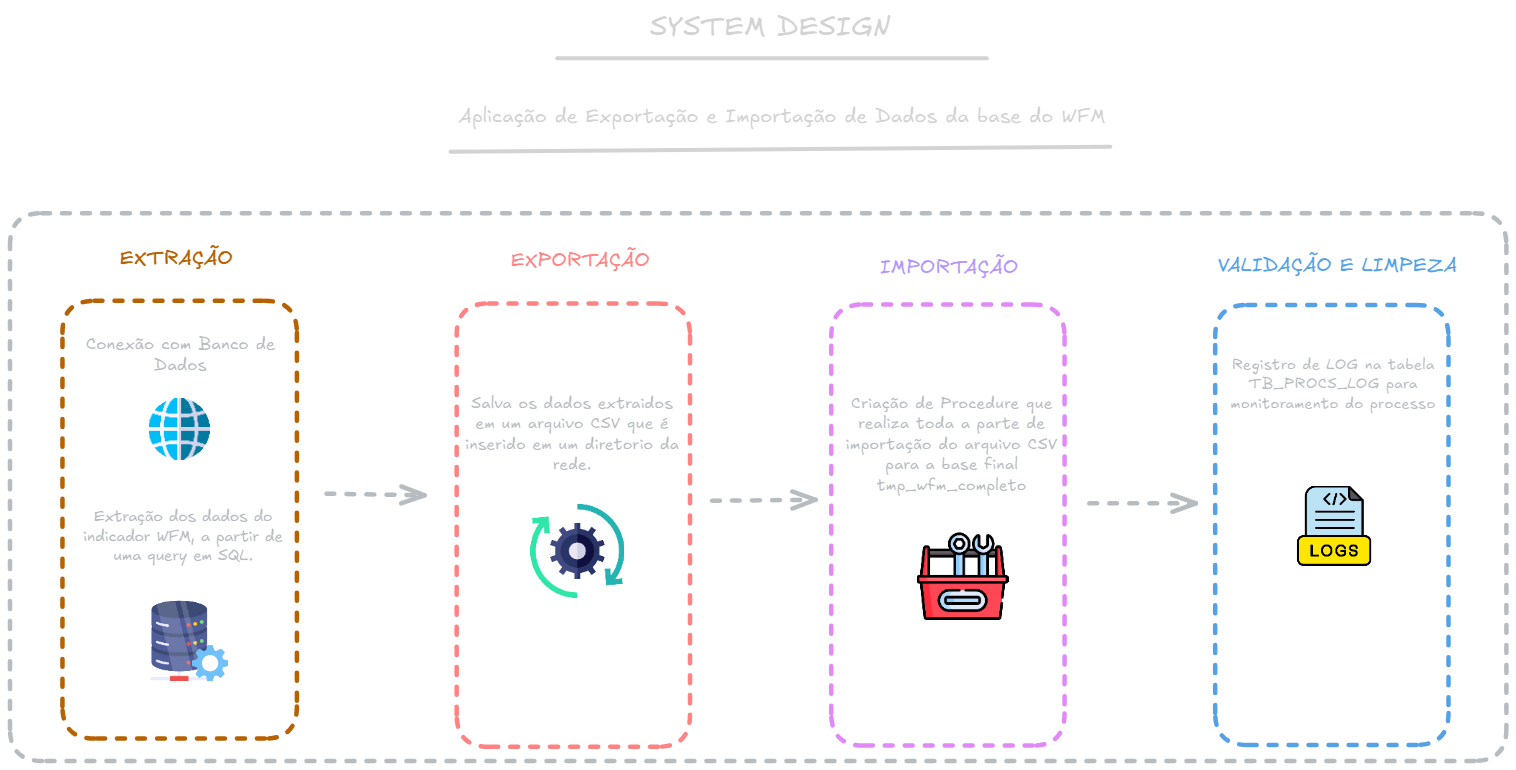 SYSTEM DESIGN
Aplicação de Exportação e Importação de Dados da base do WFM
EXTRAÇÃO
Conexão com Banco de
Dados
Extração dos dados do
indicador WFM, a partir de
uma query em SQL.
EXPORTAÇÃO
Salva os dados extraidos
em um arquivo CSV que é
inserido em um diretorio da
rede.
IMPORTAÇÃO
Criação de Procedure que
realiza toda a parte de
importação do arquivo CSV
para a base final
tmp_wfm_completo
VALIDAÇÃO E LIMPEZA
Registro de LOG na tabela
TB_PROCS_LOG para
monitoramento do processo
</>
LOGS